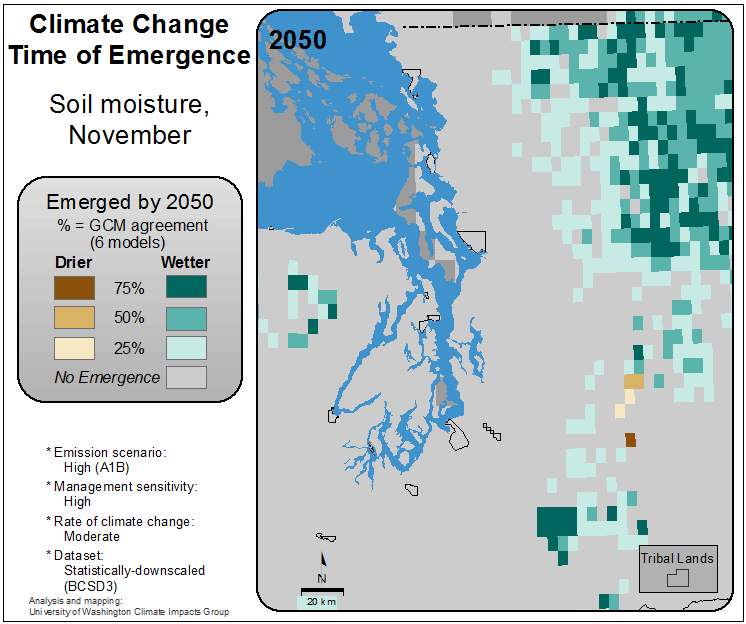 Climate Change
Time of Emergence
Soil moisture,
November
Emerged by 2050
% = GCM agreement
(6 models)
Drier
Wetter
75%
50%
25%
No Emergence
* Emission scenario:
High (A1B)
* Management sensitivity:
High
* Rate of climate change:
Moderate
* Dataset:
Statistically-downscaled
(BCSD3)
Analysis and mapping:
University of Washington Climate Impacts Group
2050
N
20 km
Tribal Lands